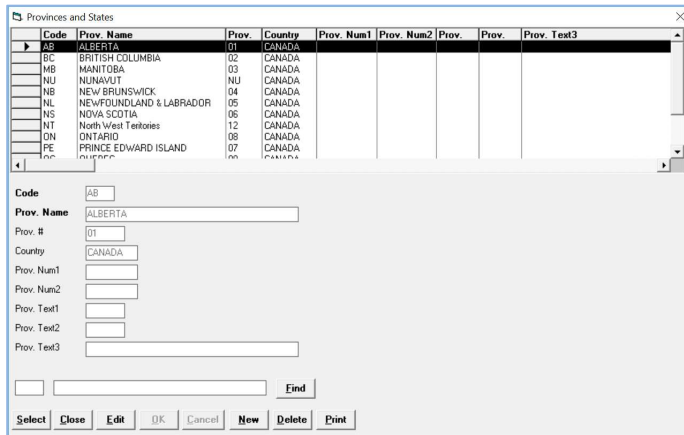 Provinces and States
Code Prov. Name Prov. Country Prov. Num1 Prov. Num2 Prov. Prov. Prov. Text3
AB ALBERTA 01 CANADA
BC BRITISH COLUMBIA 02 CANADA
MB MANITOBA 03 CANADA
NU NUNAVUT NU CANADA
NB NEW BRUNSWICK 04 CANADA
NL NEWFOUNDLAND & LABRADOR 05 CANADA
NS NOVA SCOTIA 06 CANADA
NT North West Teritories 12 CANADA
ON ONTARIO 08 CANADA
PE PRINCE EDWARD ISLAND 07 CANADA
Code AB
Prov. Name ALBERTA
Prov. # 01
Country CANADA
Prov. Num1
Prov. Num2
Prov. Text1
Prov. Text2
Prov. Text3
Find
Select Close Edit OK Cancel New Delete Print